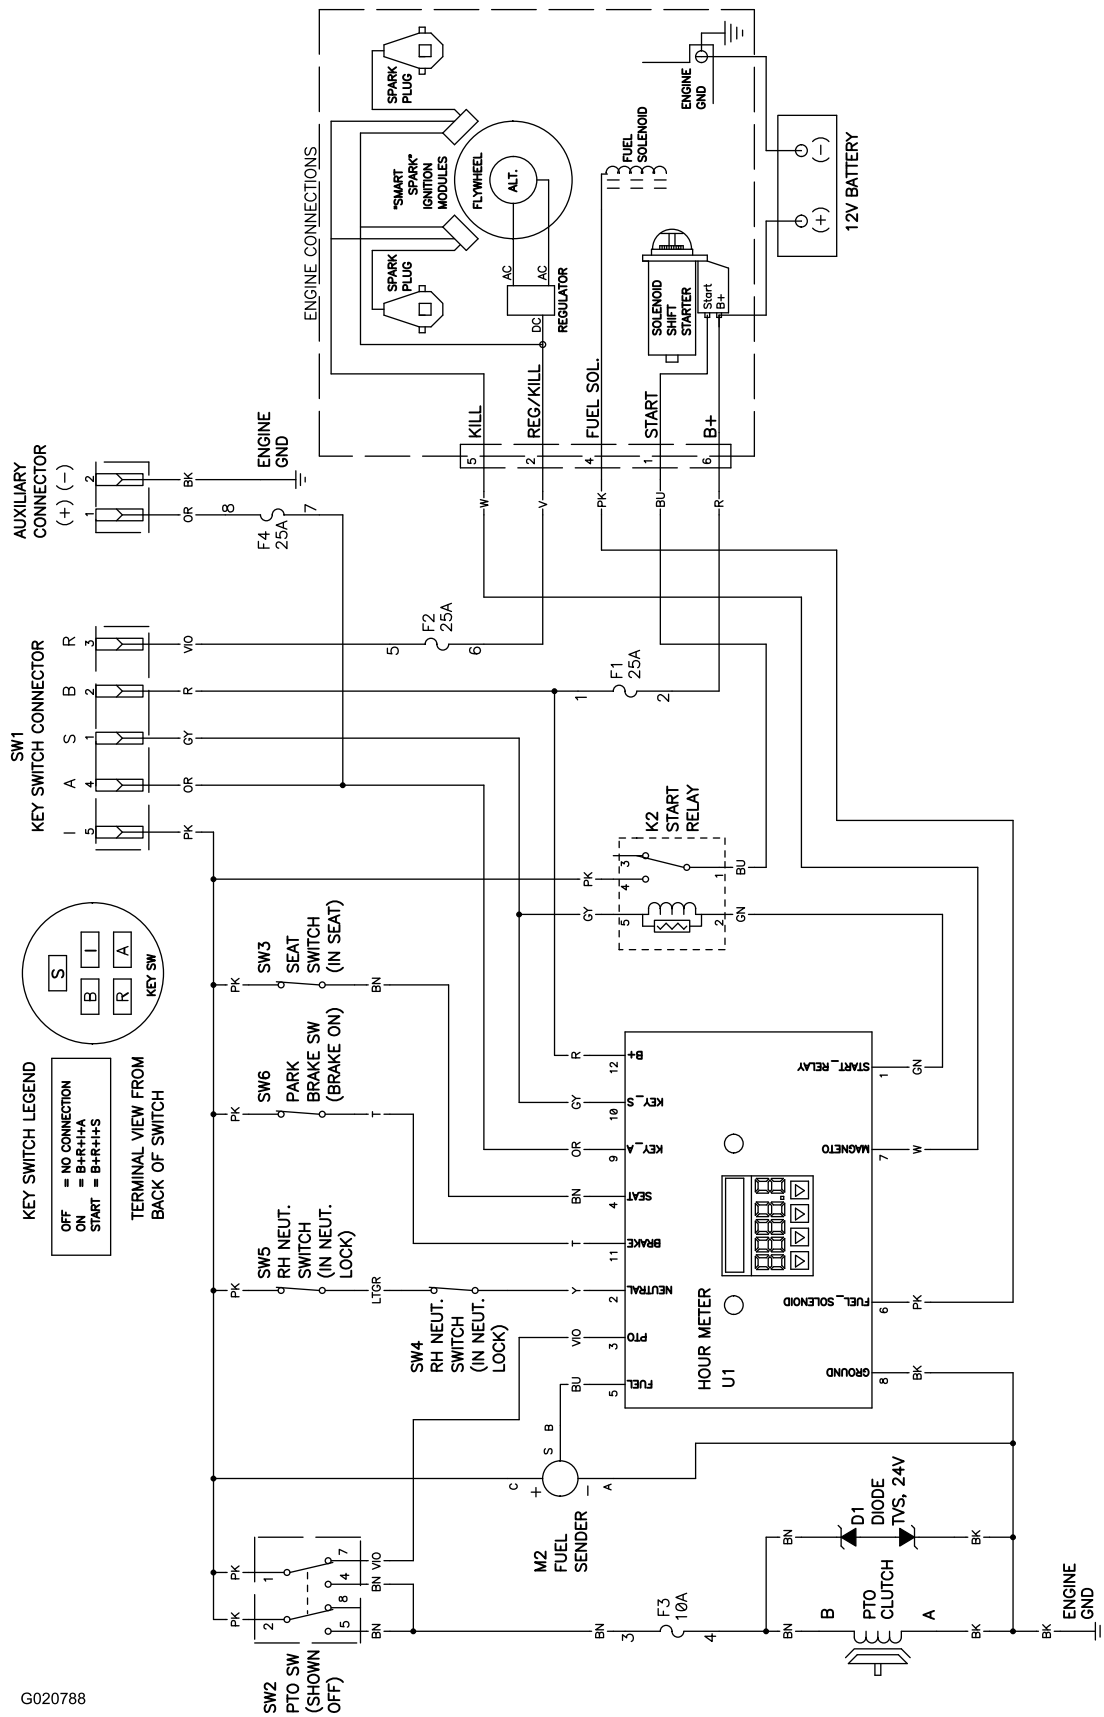 KEY SWITCH LEGEND
OFF = NO CONNECTION
ON = B+R+I+A
START = B+R+I+S
TERMINAL VIEW FROM
BACK OF SWITCH
S
B
I
R
A
KEY SW
SW1
KEY SWITCH CONNECTOR
I
A
S
B
R
5
4
1
2
3
PK
OR
GY
R
VIO
AUXILIARY
CONNECTOR
(+)
(-)
1
2
OR
BK
8
F4
25A
7
ENGINE
GND
5
F2
25A
6
1
F1
25A
2
ENGINE CONNECTIONS
SPARK
PLUG
"SMART
SPARK"
IGNITION
MODULES
SPARK
PLUG
FLYWHEEL
ALT.
AC
AC
DC
REGULATOR
FUEL
SOLENOID
ENGINE
GND
SOLENOID
SHIFT
STARTER
Start
B+
12V BATTERY
(+)
(-)
KILL
REG/KILL
FUEL SOL.
START
B+
5
2
4
1
6
W
V
PK
BU
R
K2
START
RELAY
3
4
1
5
2
PK
BU
GY
GN
PK
SW3
SEAT
SWITCH
(IN SEAT)
BN
PK
SW6
PARK
BRAKE SW
(BRAKE ON)
T
PK
SW5
RH NEUT.
SWITCH
(IN NEUT.
LOCK)
LTGR
SW4
RH NEUT.
SWITCH
(IN NEUT.
LOCK)
R
12
B+
GY
10
KEY_S
OR
9
KEY_A
BN
4
SEAT
T
11
BRAKE
Y
2
NEUTRAL
VIO
3
PTO
BU
5
FUEL
HOUR METER
U1
START_RELAY
1
GN
MAGNETO
7
W
FUEL_SOLENOID
6
PK
GROUND
8
BK
C
+
S
B
-
A
M2
FUEL
SENDER
PK
PK
1
2
7
4
8
5
VIO
BN
BN
SW2
PTO SW
(SHOWN
OFF)
BN
3
F3
10A
4
BN
BN
B
PTO
CLUTCH
A
D1
DIODE
TVS, 24V
BK
BK
BK
ENGINE
GND
G020788